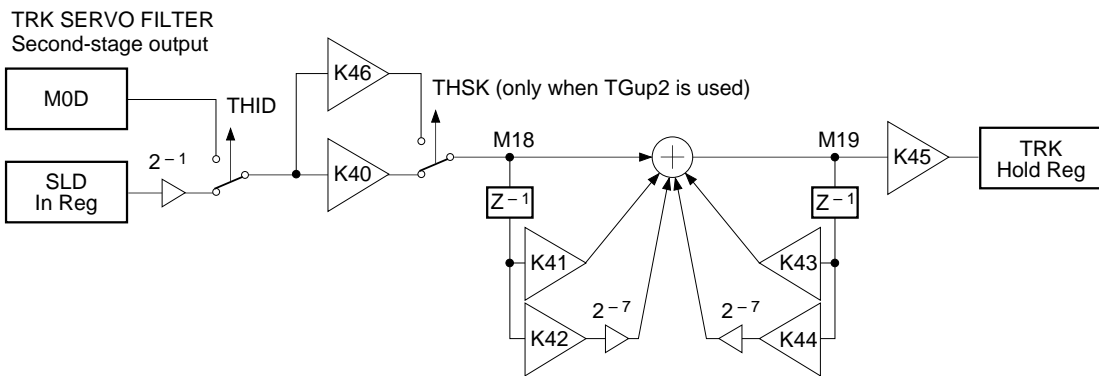 TRK SERVO FILTER
Second-stage output
M0D
THID
K46
THSK (only when TGup2 is used)
2⁻¹
SLD
In Reg
K40
M18
M19
K45
TRK
Hold Reg
Z⁻¹
Z⁻¹
K41
K43
2⁻⁷
2⁻⁷
K42
K44